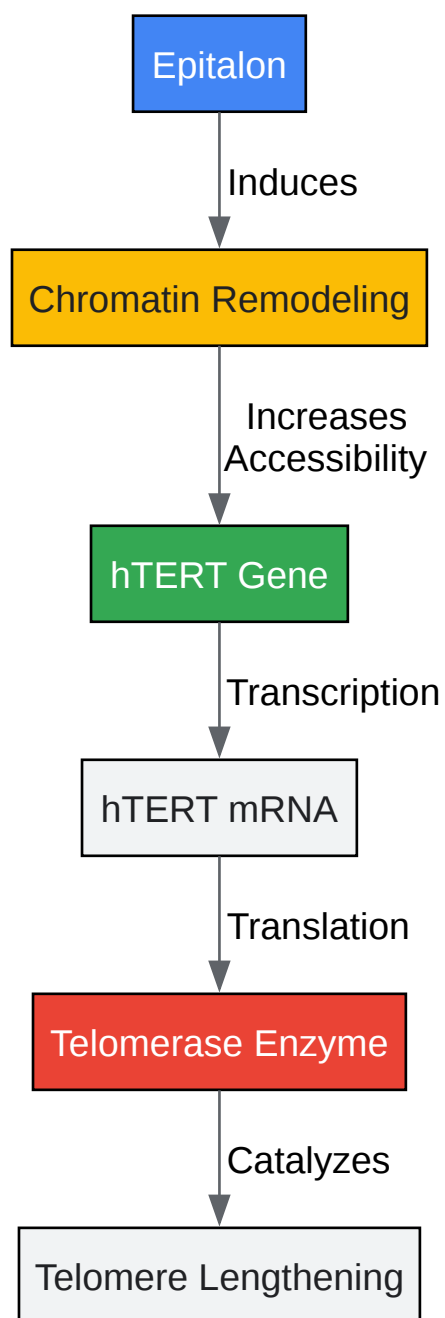 Epitalon
Induces
Chromatin Remodeling
Increases
Accessibility
hTERT Gene
Transcription
hTERT mRNA
Translation
Telomerase Enzyme
Catalyzes
Telomere Lengthening